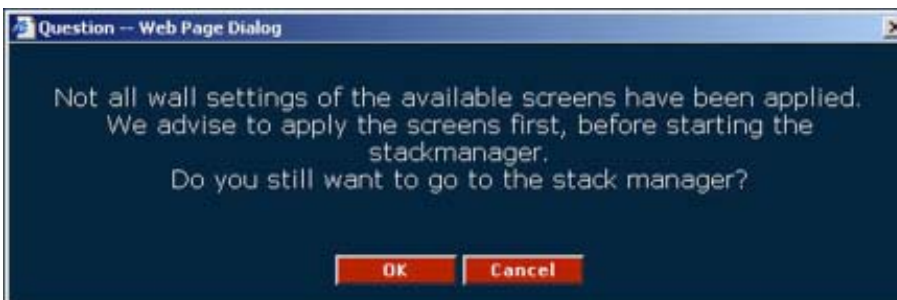 Question -- Web Page Dialog
Not all wall settings of the available screens have been applied.
We advise to apply the screens first, before starting the
stackmanager.
Do you still want to go to the stack manager?
OK Cancel